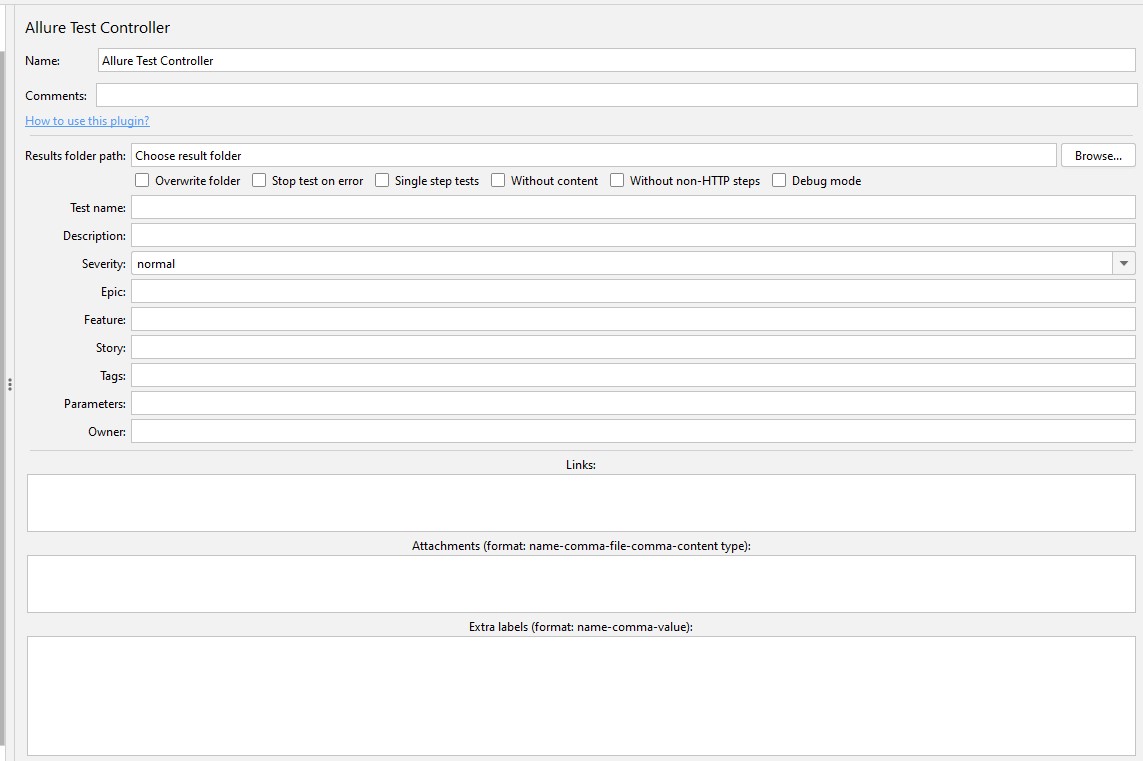 Allure Test Controller
Name: Allure Test Controller
Comments:
How to use this plugin?
Results folder path: Choose result folder Browse...
Overwrite folder Stop test on error Single step tests Without content Without non-HTTP steps Debug mode
Test name:
Description:
Severity: normal
Epic:
Feature:
Story:
Tags:
Parameters:
Owner:
Links:
Attachments (format: name-comma-file-comma-content type):
Extra labels (format: name-comma-value):